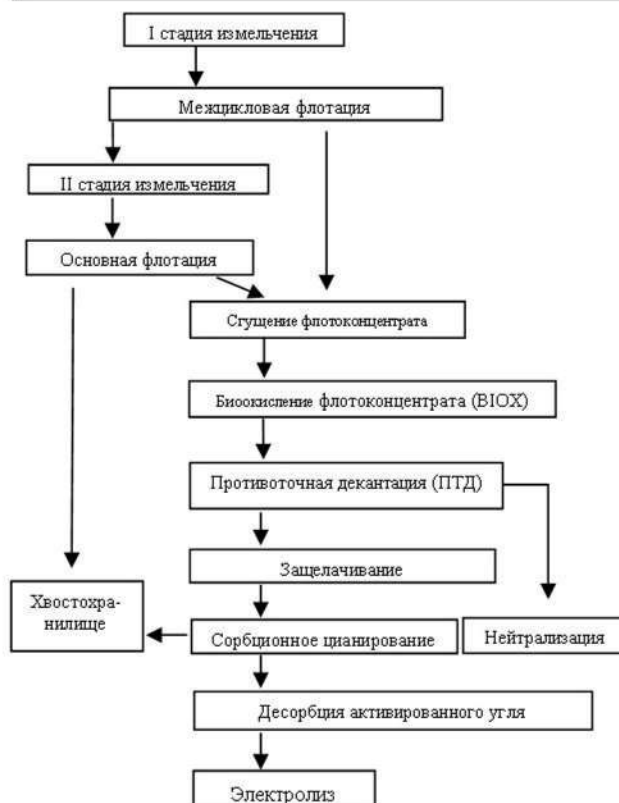 I стадия измельчения
Межцикловая флотация
II стадия измельчения
Основная флотация
Сгущение флотоконцентрата
Биоокисление флотоконцентрата (BIOX)
Противоточная декантация (ПТД)
Защелачивание
Хвостохра-
нилище
Сорбционное цианирование
Нейтрализация
Десорбция активированного угля
Электролиз